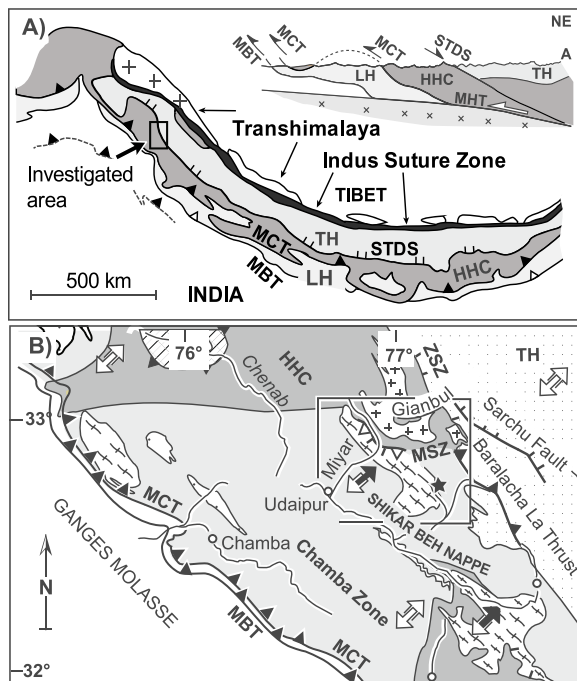 A)
NE
MBT
MCT
MCT
STDS
A
LH
HHC
TH
MHT
Transhimalaya
Indus Suture Zone
Investigated
area
TIBET
TH
STDS
MCT
MBT
LH
HHC
500 km
INDIA
B)
76°
77°
HHC
Chenab
ZSZ
TH
Gianbul
33°
Sarchu Fault
MSZ
Miyar
Baralacha La Thrust
MCT
Udaipur
SHIKAR BEH NAPPE
GANGES MOLASSE
Chamba
Chamba Zone
N
MBT
MCT
32°